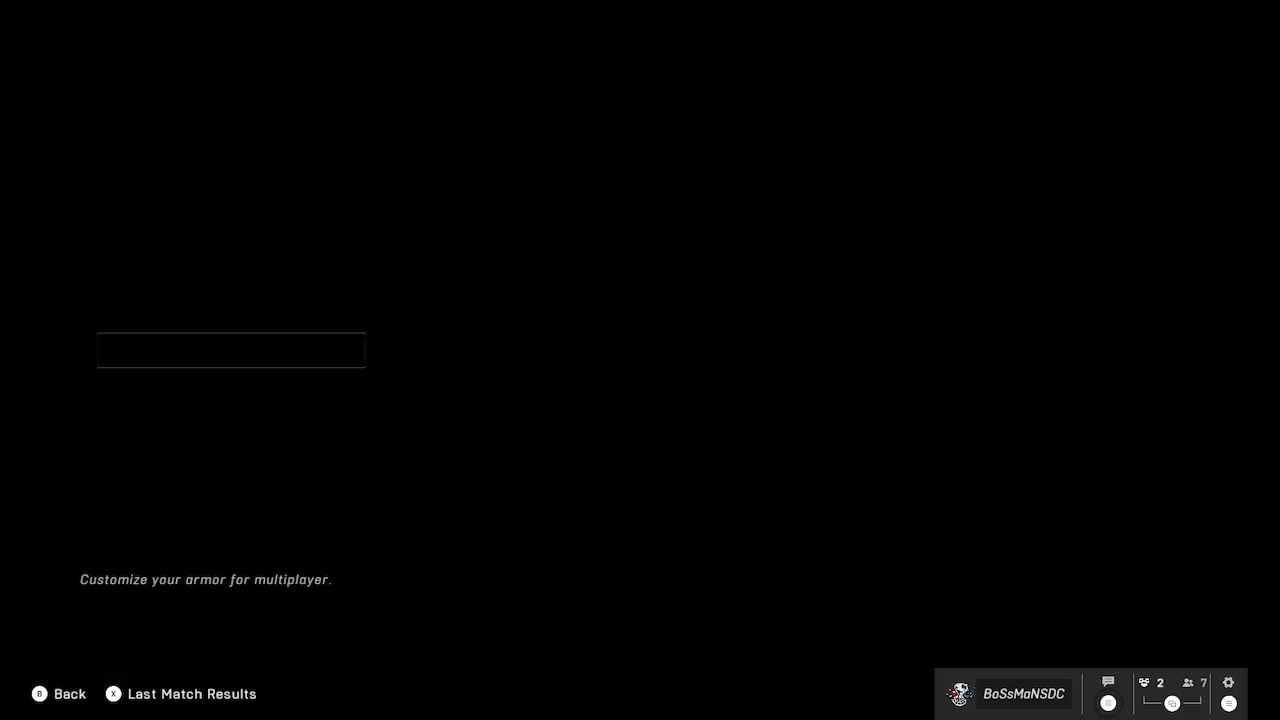 Customize your armor for multiplayer.
B Back X Last Match Results
BoSsMaNSDC 2 7